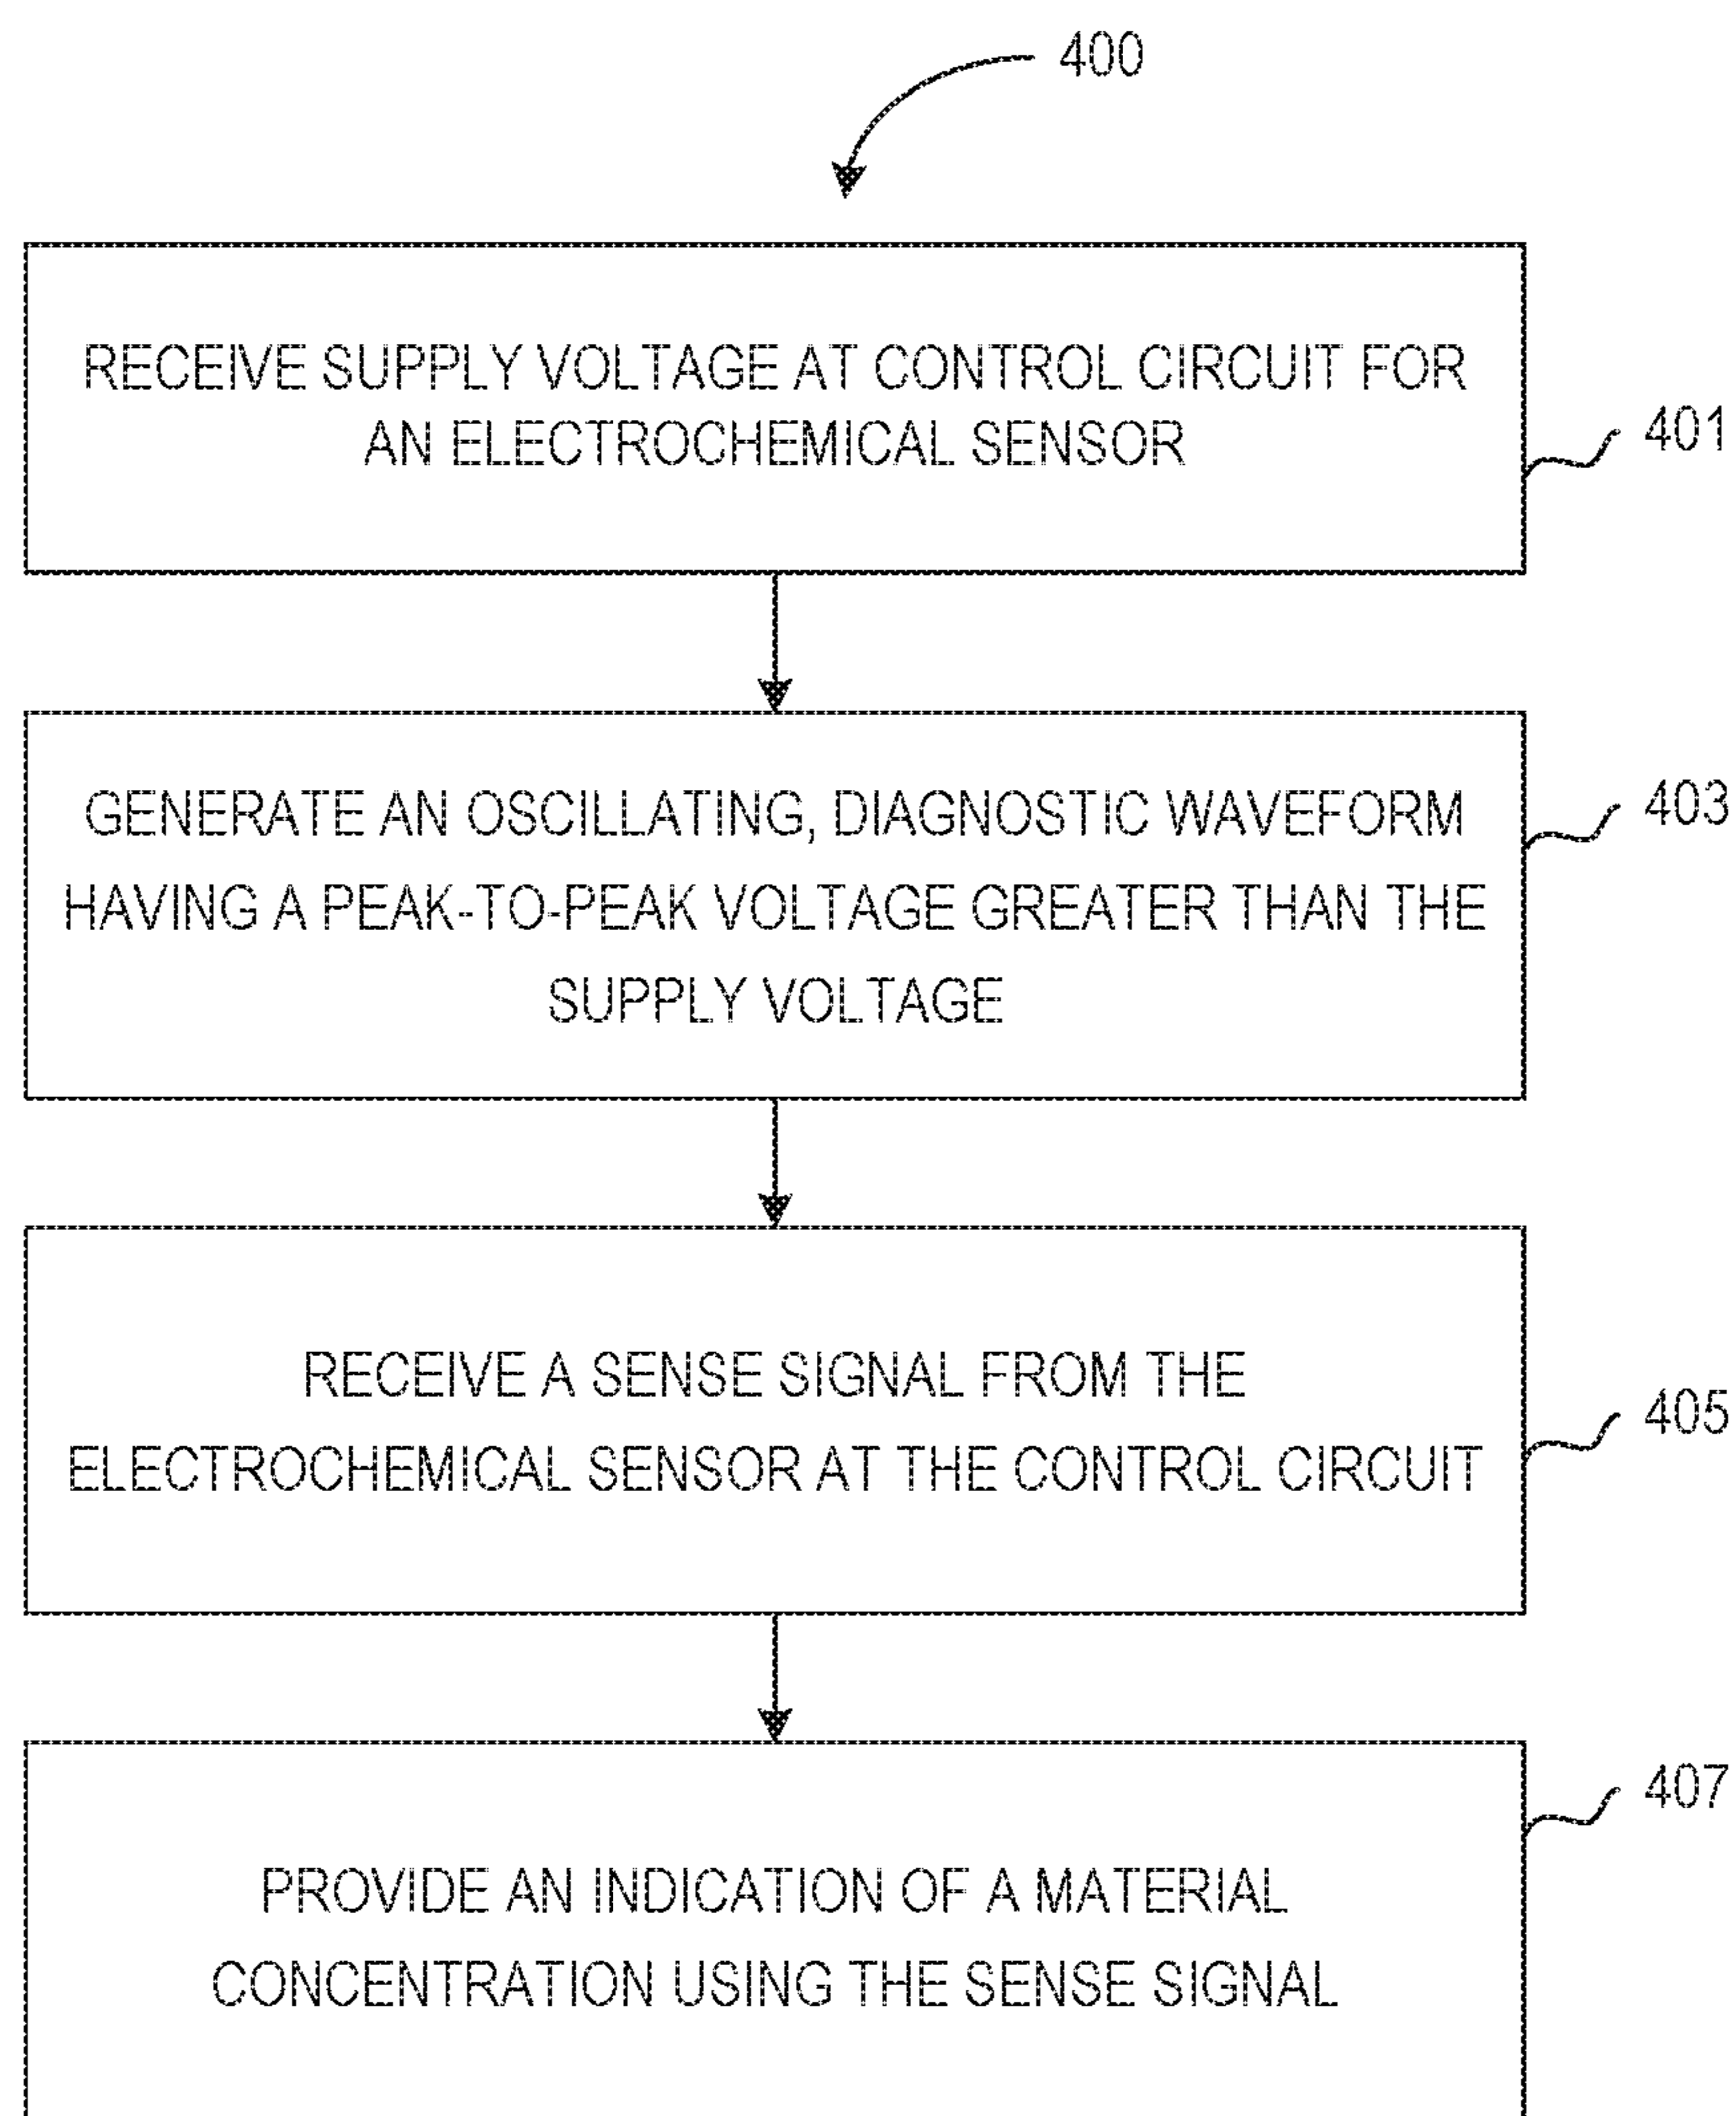 400
RECEIVE SUPPLY VOLTAGE AT CONTROL CIRCUIT FOR
AN ELECTROCHEMICAL SENSOR
401
GENERATE AN OSCILLATING, DIAGNOSTIC WAVEFORM
HAVING A PEAK-TO-PEAK VOLTAGE GREATER THAN THE
SUPPLY VOLTAGE
403
RECEIVE A SENSE SIGNAL FROM THE
ELECTROCHEMICAL SENSOR AT THE CONTROL CIRCUIT
405
PROVIDE AN INDICATION OF A MATERIAL
CONCENTRATION USING THE SENSE SIGNAL
407